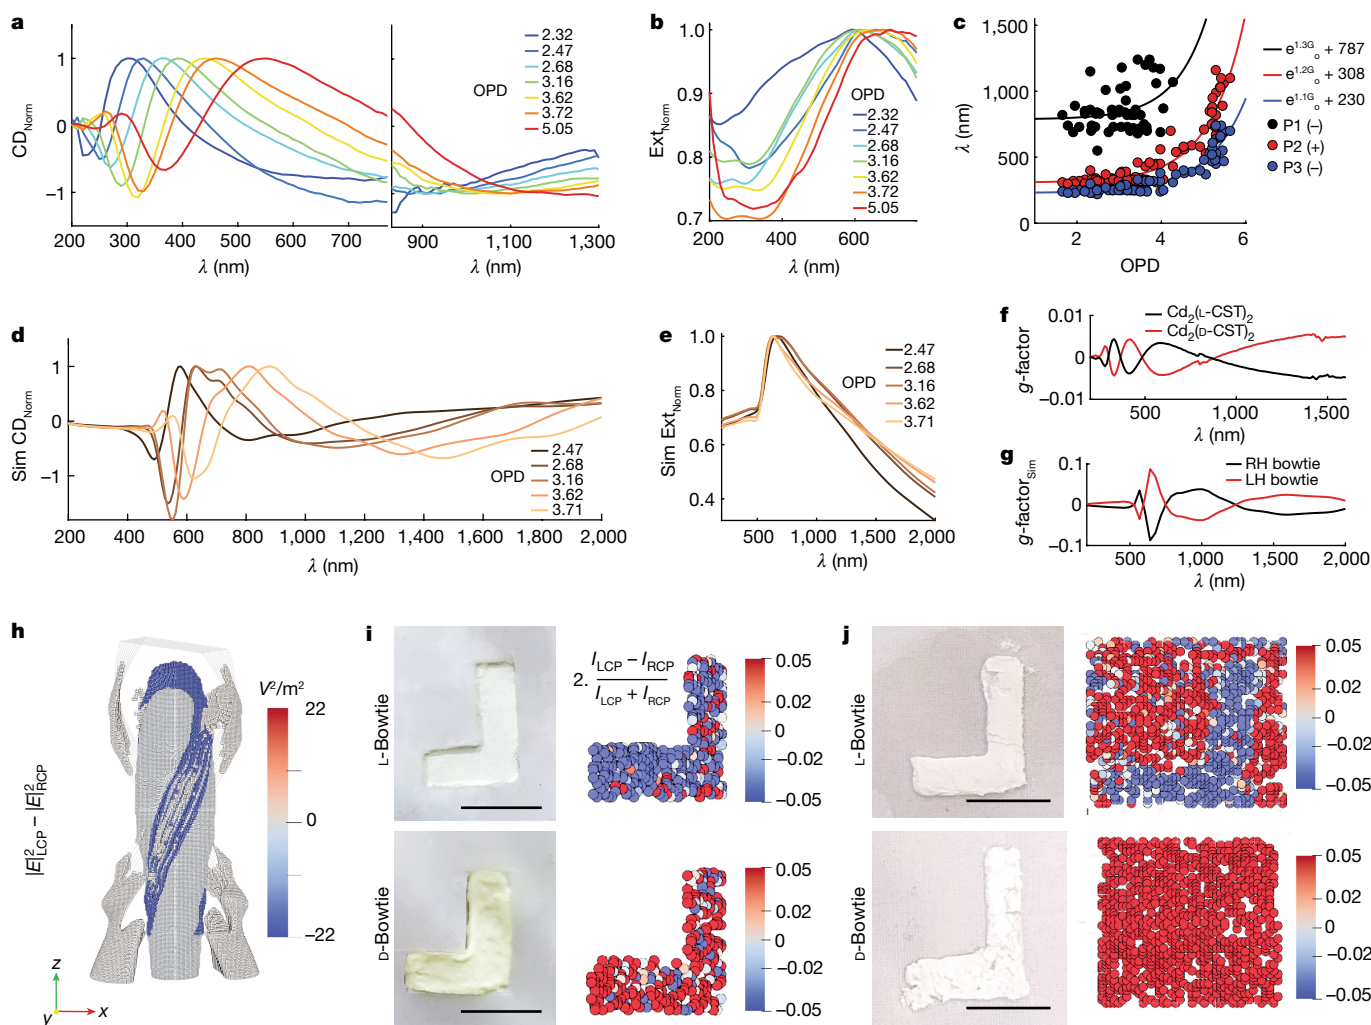 a
CD_Norm
1
0
−1
200 300 400 500 600 700
900 1,100 1,300
λ (nm)
OPD
2.32
2.47
2.68
3.16
3.62
3.72
5.05
b
Ext_Norm
1.0
0.9
0.8
0.7
200 400 600
λ (nm)
OPD
2.32
2.47
2.68
3.16
3.62
3.72
5.05
c
λ (nm)
1,500
1,000
500
0
2 4 6
OPD
e^1.3G_o + 787
e^1.2G_o + 308
e^1.1G_o + 230
P1 (−)
P2 (+)
P3 (−)
d
Sim CD_Norm
1
0
−1
200 400 600 800 1,000 1,200 1,400 1,600 1,800 2,000
λ (nm)
OPD
2.47
2.68
3.16
3.62
3.71
e
Sim Ext_Norm
1.0
0.8
0.6
0.4
500 1,000 1,500 2,000
λ (nm)
OPD
2.47
2.68
3.16
3.62
3.71
f
g-factor
0.01
0
−0.01
500 1,000 1,500
λ (nm)
Cd2(L-CST)2
Cd2(D-CST)2
g
g-factor_Sim
0.1
0
−0.1
500 1,000 1,500 2,000
λ (nm)
RH bowtie
LH bowtie
h
|E|²_LCP − |E|²_RCP
V²/m²
22
0
−22
z
x
y
i
L-Bowtie
2. (I_LCP − I_RCP) / (I_LCP + I_RCP)
0.05
0.02
0
−0.02
−0.05
D-Bowtie
0.05
0.02
0
−0.02
−0.05
j
L-Bowtie
0.05
0.02
0
−0.02
−0.05
D-Bowtie
0.05
0.02
0
−0.02
−0.05